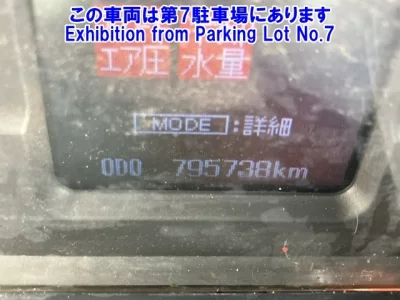 この車両は第7駐車場にあります
Exhibition from Parking Lot No.7
エア圧 水量
MODE:詳細
ODO 795738km